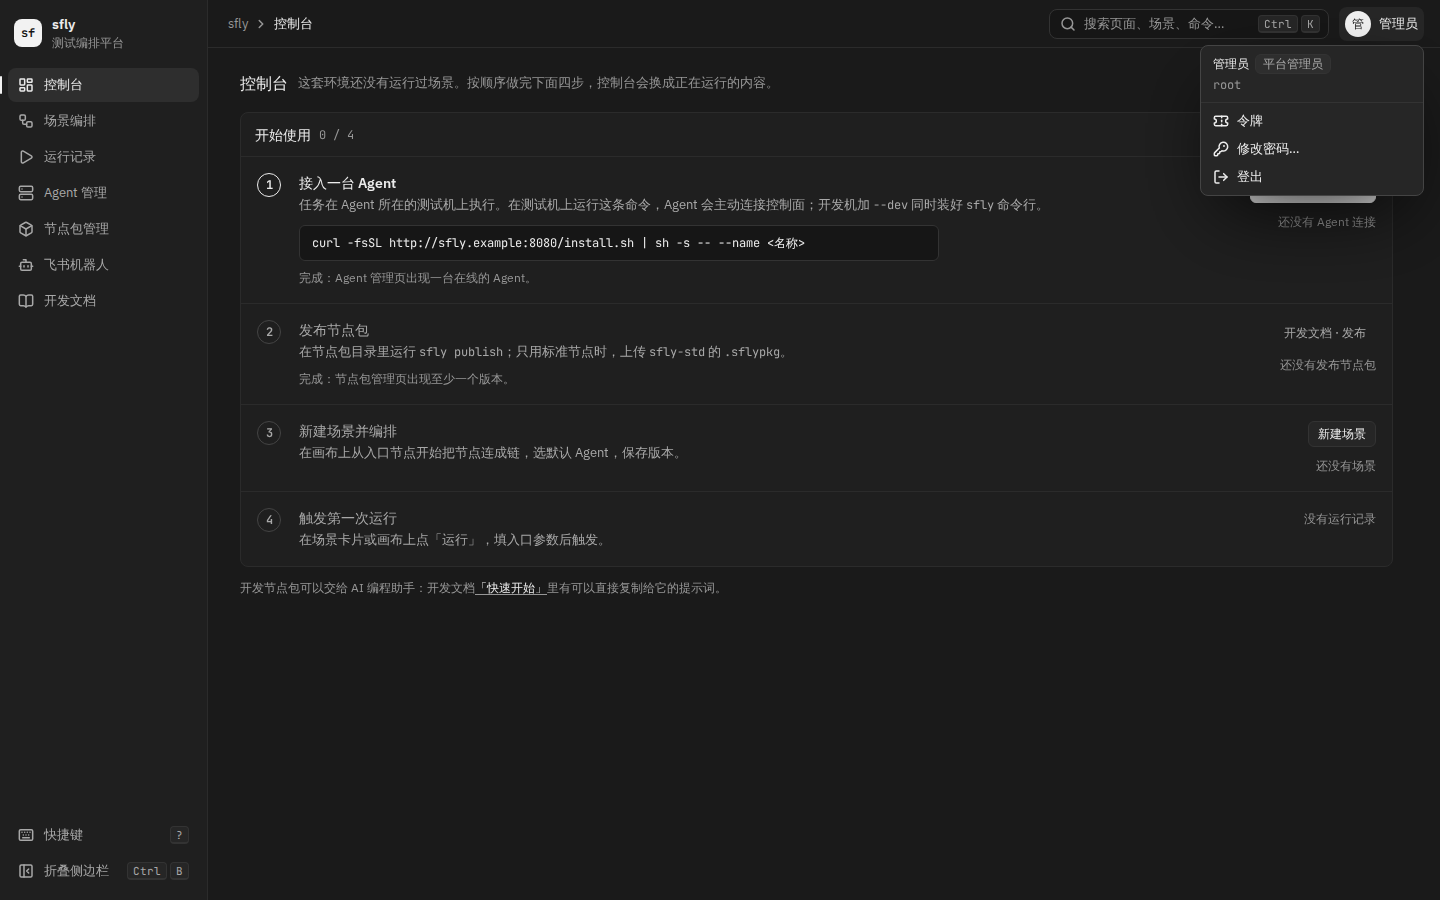 sf
sfly
测试编排平台
控制台
场景编排
运行记录
Agent 管理
节点包管理
飞书机器人
开发文档
快捷键 ?
折叠侧边栏 Ctrl B
sfly > 控制台
搜索页面、场景、命令... Ctrl K
管 管理员
管理员 平台管理员
root
令牌
修改密码...
登出
控制台 这套环境还没有运行过场景。按顺序做完下面四步，控制台会换成正在运行的内容。
开始使用 0 / 4
1 接入一台 Agent
任务在 Agent 所在的测试机上执行。在测试机上运行这条命令，Agent 会主动连接控制面；开发机加 --dev 同时装好 sfly 命令行。
还没有 Agent 连接
curl -fsSL http://sfly.example:8080/install.sh | sh -s -- --name <名称>
完成：Agent 管理页出现一台在线的 Agent。
2 发布节点包
开发文档 · 发布
在节点包目录里运行 sfly publish；只用标准节点时，上传 sfly-std 的 .sflypkg。
还没有发布节点包
完成：节点包管理页出现至少一个版本。
3 新建场景并编排
新建场景
在画布上从入口节点开始把节点连成链，选默认 Agent，保存版本。
还没有场景
4 触发第一次运行
没有运行记录
在场景卡片或画布上点「运行」，填入口参数后触发。
开发节点包可以交给 AI 编程助手：开发文档「快速开始」里有可以直接复制给它的提示词。